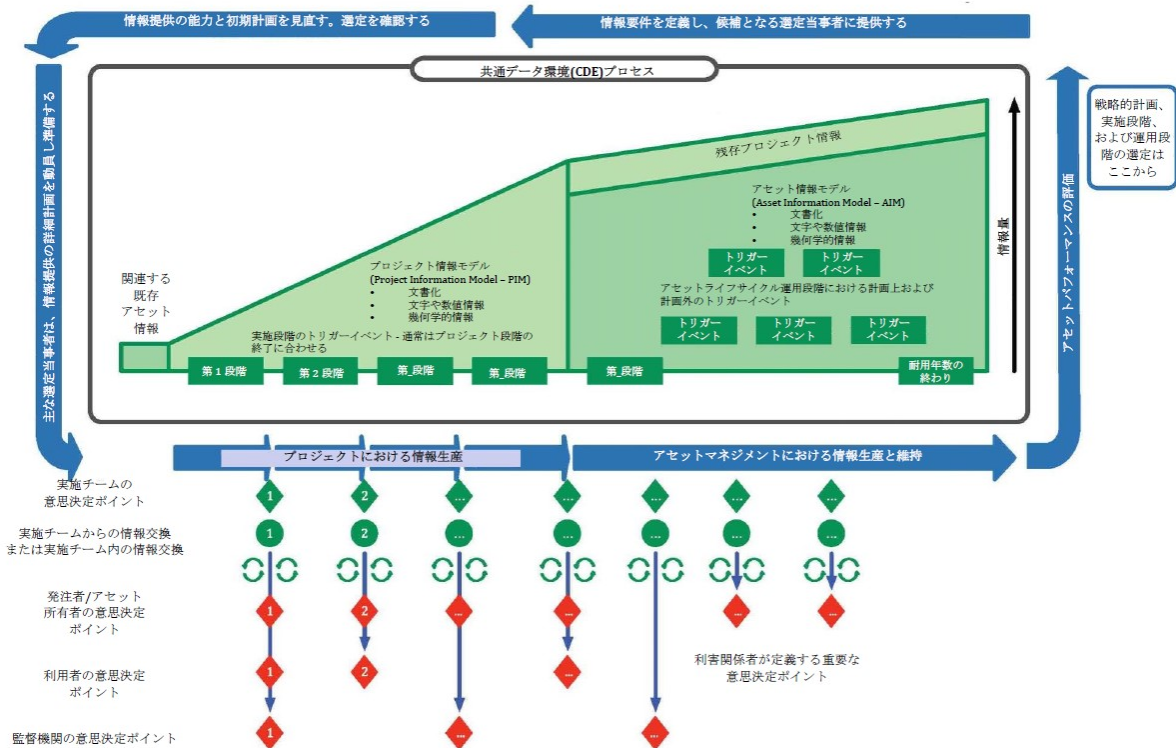 情報提供の能力と初期計画を見直す。選定を確認する
情報要件を定義し、候補となる選定当事者に提供する
主な選定当事者は、情報提供の詳細計画を動員し準備する
共通データ環境(CDE)プロセス
戦略的計画、
実施段階、
および運用段
階の選定は
ここから
アセットパフォーマンスの評価
情報量
残存プロジェクト情報
アセット情報モデル
(Asset Information Model – AIM)
• 文書化
• 文字や数値情報
• 幾何学的情報
トリガー
イベント
トリガー
イベント
アセットライフサイクル運用段階における計画上および
計画外のトリガーイベント
トリガー
イベント
トリガー
イベント
トリガー
イベント
関連する
既存
アセット
情報
プロジェクト情報モデル
(Project Information Model – PIM)
• 文書化
• 文字や数値情報
• 幾何学的情報
実施段階のトリガーイベント - 通常はプロジェクト段階の
終了に合わせる
第 1 段階
第 2 段階
第_段階
第_段階
第_段階
耐用年数の
終わり
プロジェクトにおける情報生産
アセットマネジメントにおける情報生産と維持
実施チームの
意思決定ポイント
1
2
...
...
...
...
...
実施チームからの情報交換
または実施チーム内の情報交換
1
2
...
...
...
...
...
発注者/アセット
所有者の意思決定
ポイント
1
2
...
...
...
...
利用者の意思決定
ポイント
1
2
...
利害関係者が定義する重要な
意思決定ポイント
監督機関の意思決定ポイント
1
...
...